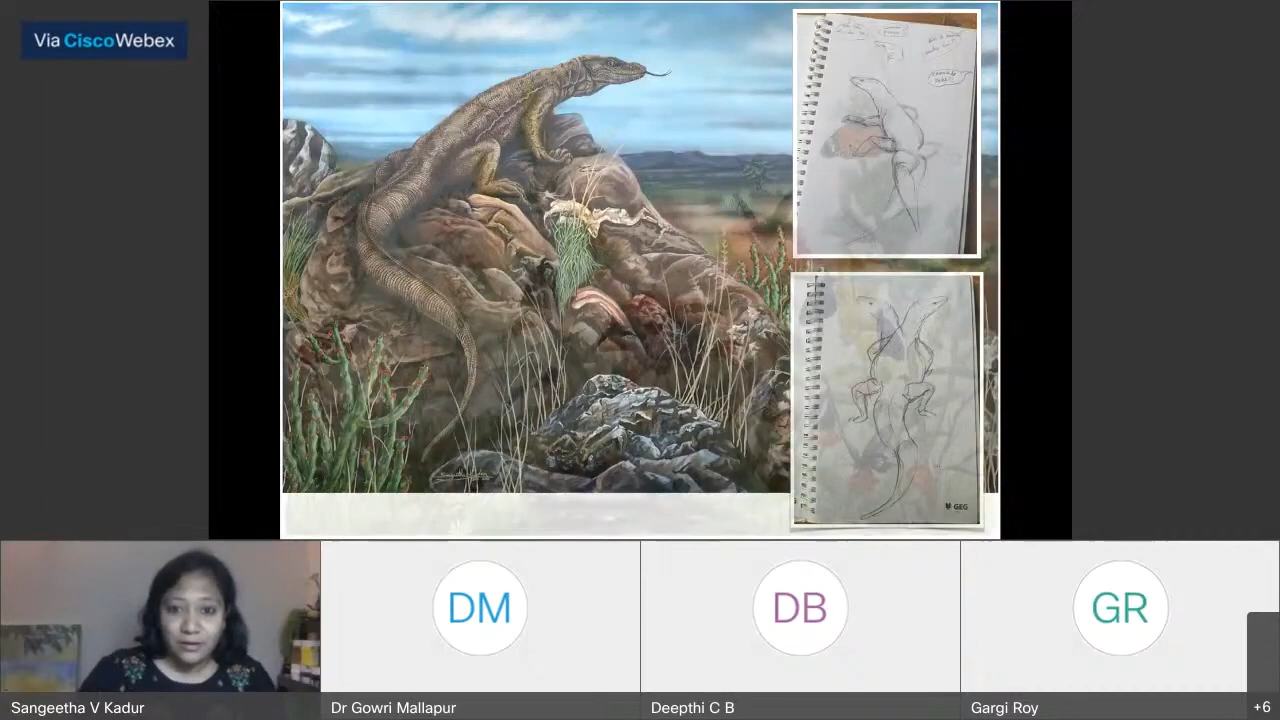 Via CiscoWebex
GEG
DM
DB
GR
Sangeetha V Kadur
Dr Gowri Mallapur
Deepthi C B
Gargi Roy
+6